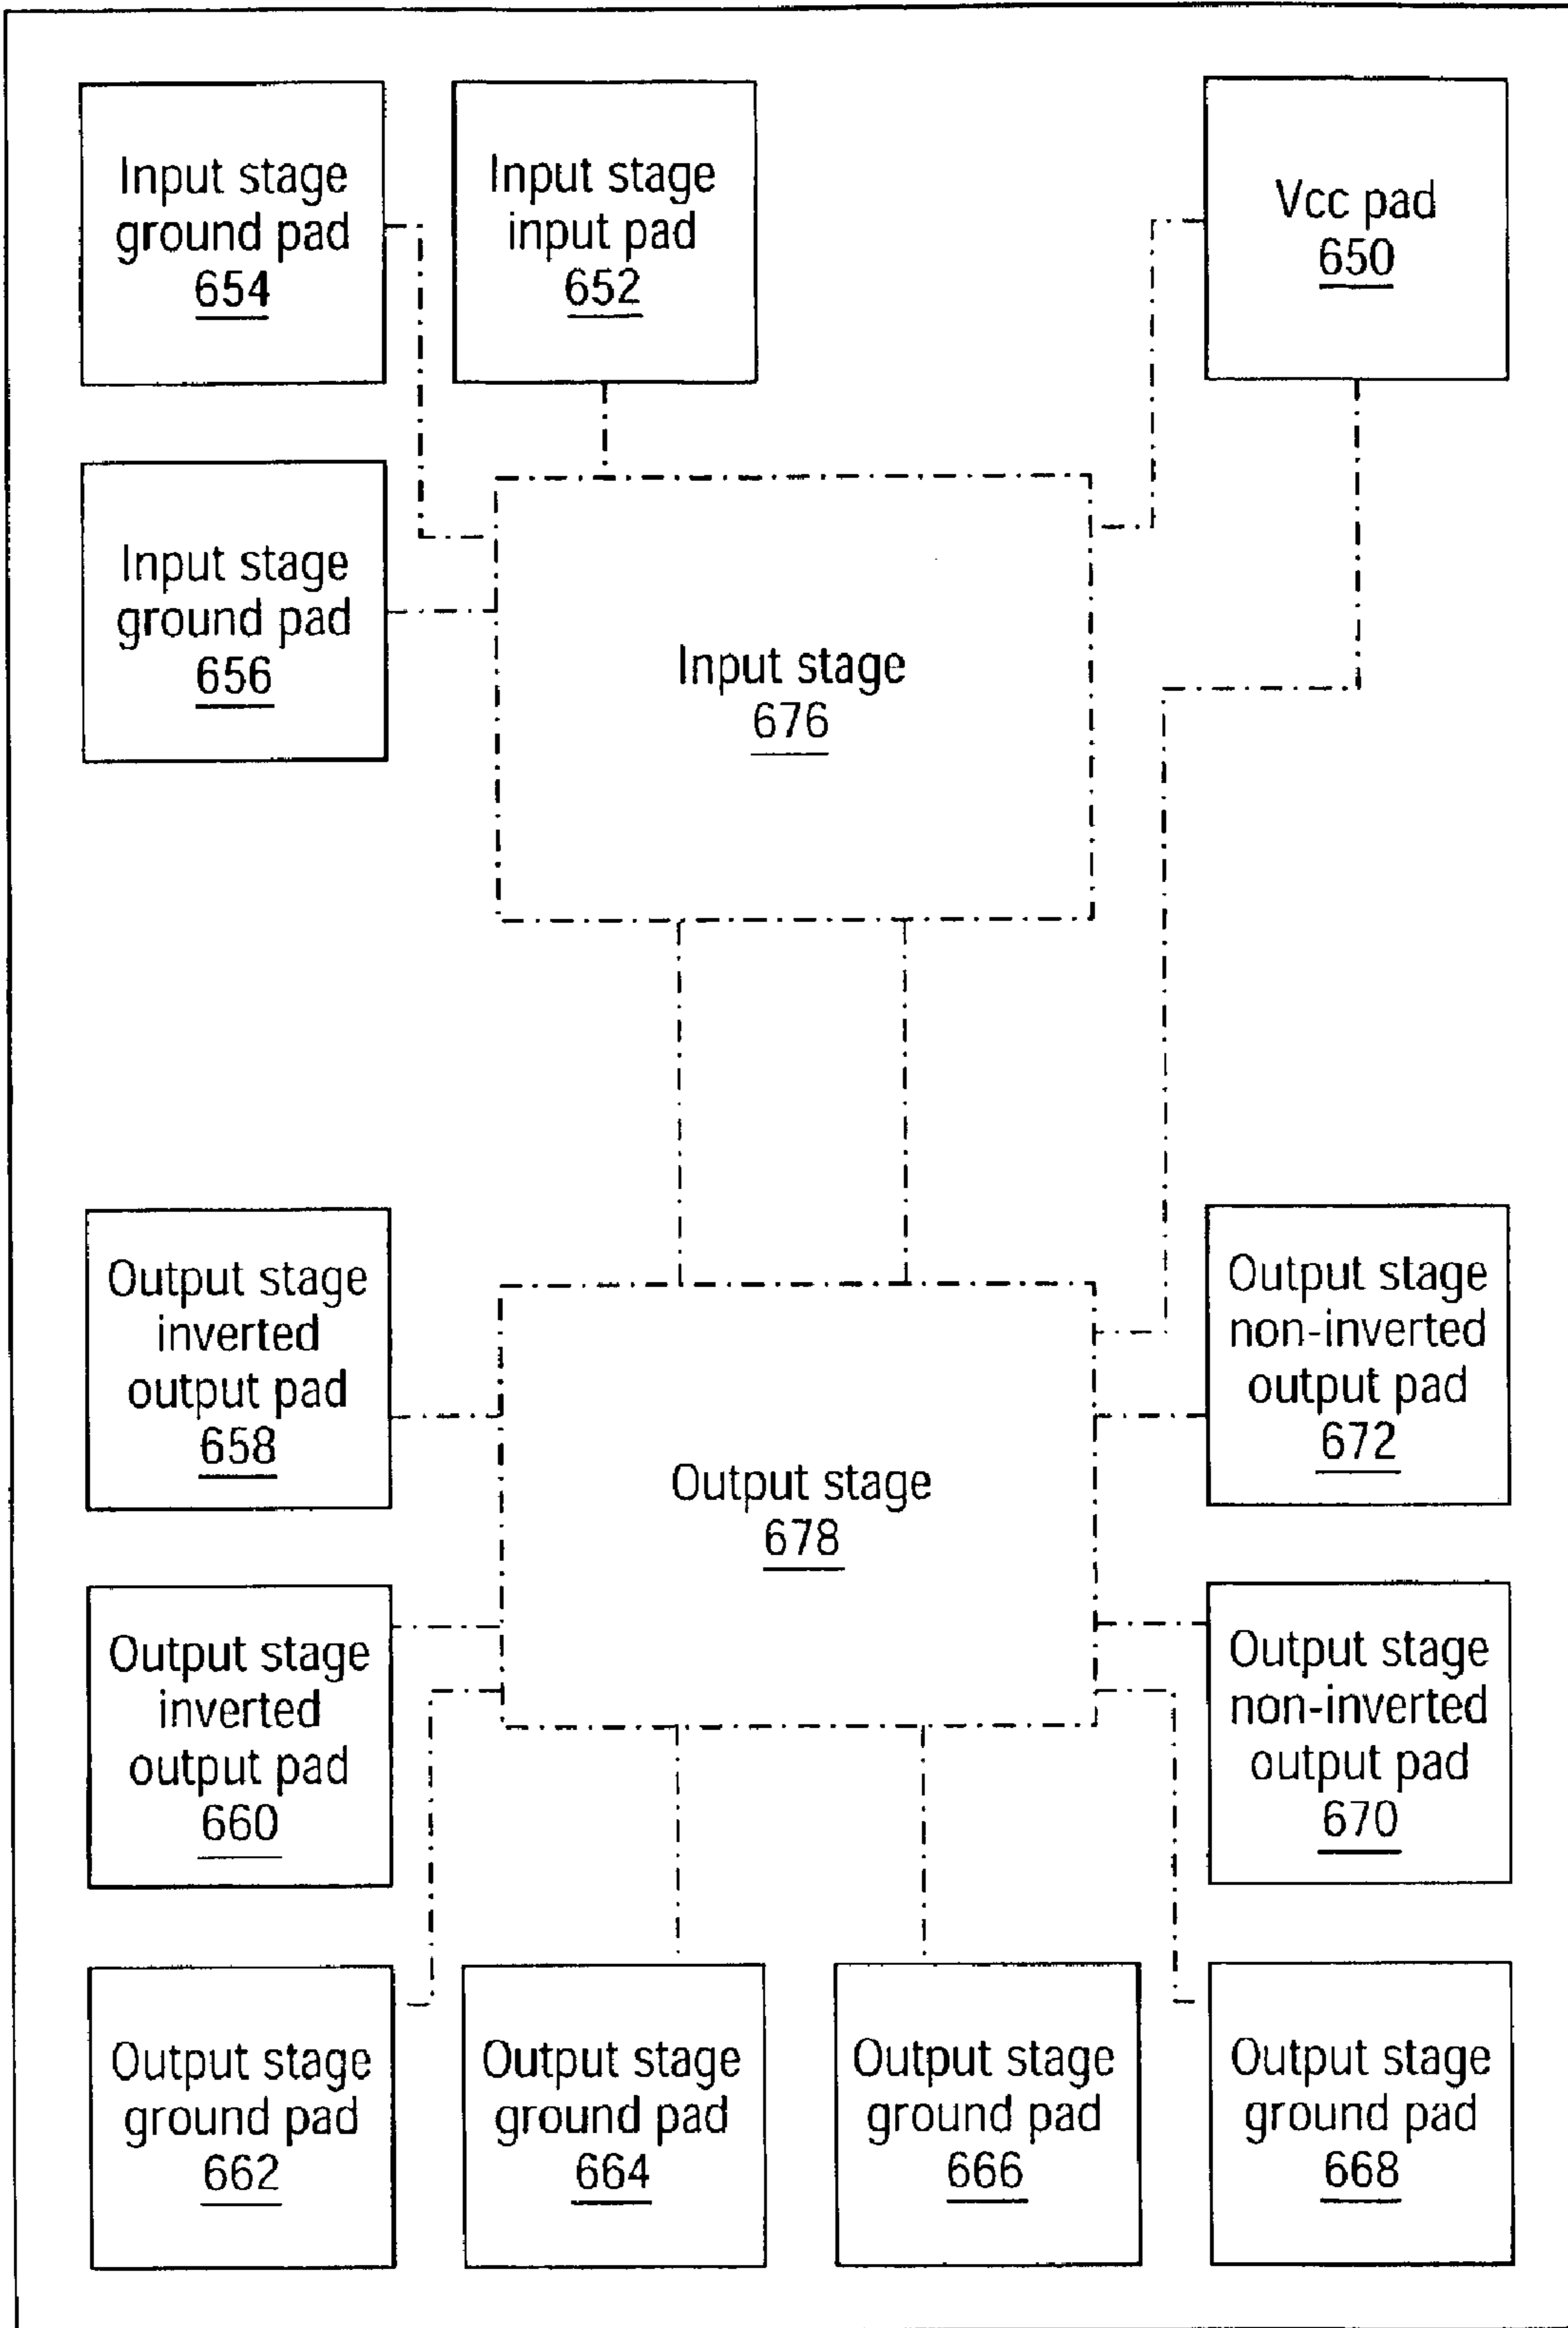 Input stage
ground pad
654
Input stage
input pad
652
Vcc pad
650
Input stage
ground pad
656
Input stage
676
Output stage
inverted
output pad
658
Output stage
non-inverted
output pad
672
Output stage
678
Output stage
inverted
output pad
660
Output stage
non-inverted
output pad
670
Output stage
ground pad
662
Output stage
ground pad
664
Output stage
ground pad
666
Output stage
ground pad
668